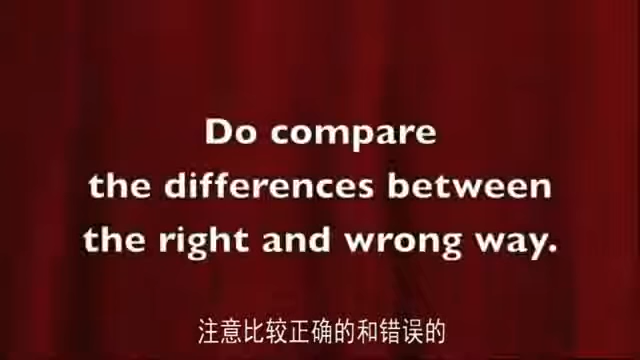 Do compare
the differences between
the right and wrong way.
注意比较正确的和错误的